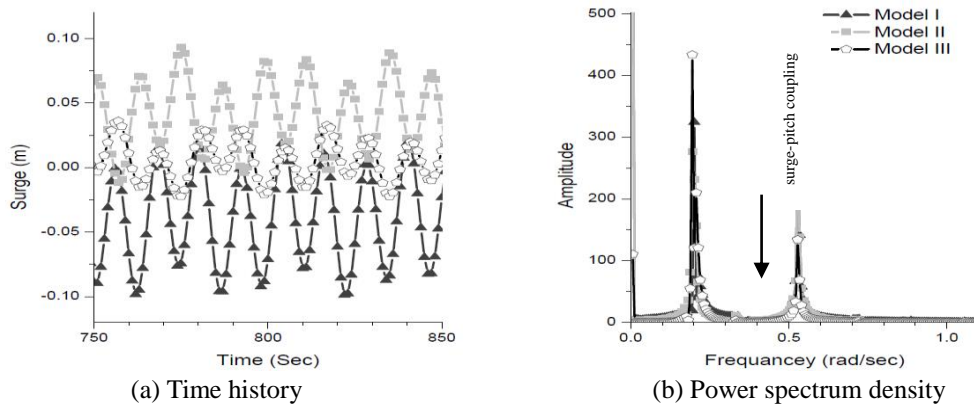 0.10
0.05
0.00
-0.05
-0.10
Surge (m)
750
800
850
Time (Sec)
(a) Time history
500
400
300
200
100
0
Amplitude
Model I
Model II
Model III
surge-pitch coupling
0.0
0.5
1.0
Frequancey (rad/sec)
(b) Power spectrum density